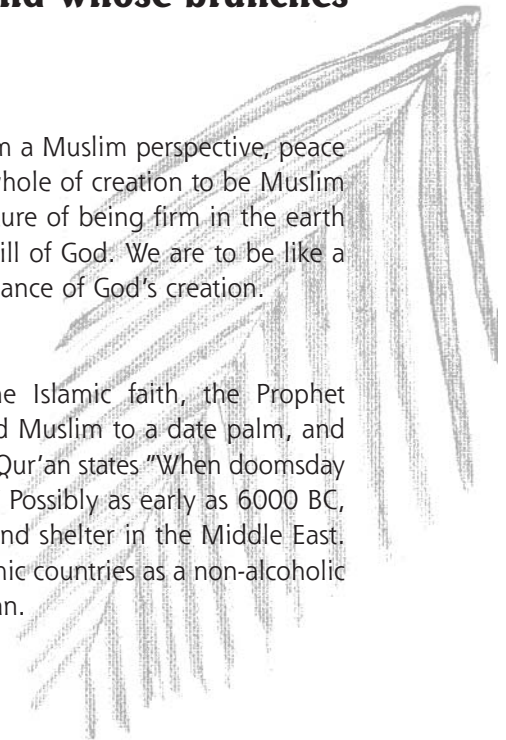 whose branches
m a Muslim perspective, peace
whole of creation to be Muslim
ure of being firm in the earth
ill of God. We are to be like a
ance of God's creation.
ne Islamic faith, the Prophet
d Muslim to a date palm, and
Qur'an states "When doomsday
Possibly as early as 6000 BC,
nd shelter in the Middle East.
nic countries as a non-alcoholic
an.